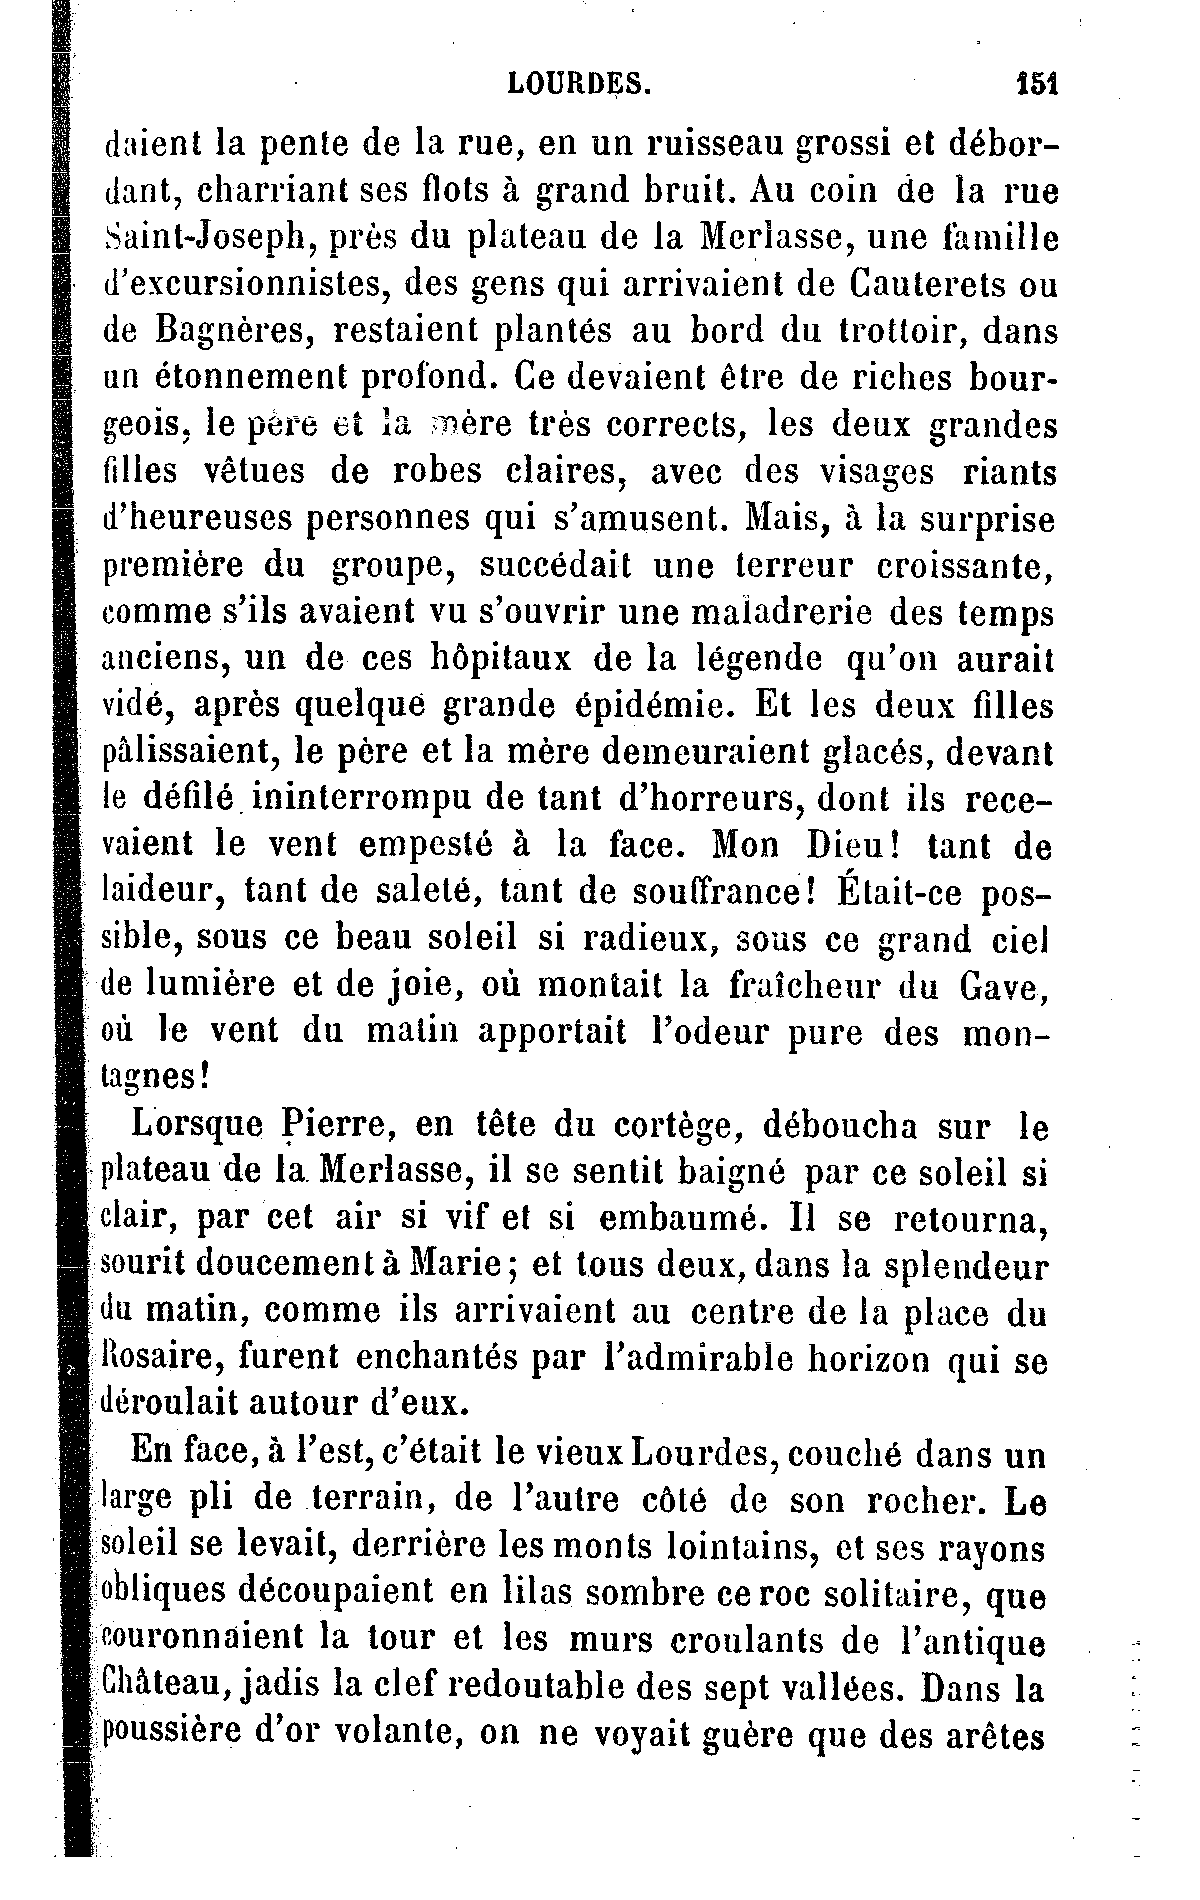 LOURDES. 151
daient la pente de la rue, en un ruisseau grossi et débor-
dant, charriant ses flots à grand bruit. Au coin de la rue
Saint-Joseph, près du plateau de la Merlasse, une famille
d'excursionnistes, des gens qui arrivaient de Cauterets ou
de Bagnères, restaient plantés au bord du trottoir, dans
un étonnement profond. Ce devaient être de riches bour-
geois, le père et la mère très corrects, les deux grandes
filles vêtues de robes claires, avec des visages riants
d'heureuses personnes qui s'amusent. Mais, à la surprise
première du groupe, succédait une terreur croissante,
comme s'ils avaient vu s'ouvrir une maladrerie des temps
anciens, un de ces hôpitaux de la légende qu'on aurait
vidé, après quelque grande épidémie. Et les deux filles
pâlissaient, le père et la mère demeuraient glacés, devant
le défilé ininterrompu de tant d'horreurs, dont ils rece-
vaient le vent empesté à la face. Mon Dieu! tant de
laideur, tant de saleté, tant de souffrance! Était-ce pos-
sible, sous ce beau soleil si radieux, sous ce grand ciel
de lumière et de joie, où montait la fraîcheur du Gave,
où le vent du matin apportait l'odeur pure des mon-
tagnes!
Lorsque Pierre, en tête du cortège, déboucha sur le
plateau de la Merlasse, il se sentit baigné par ce soleil si
clair, par cet air si vif et si embaumé. Il se retourna,
sourit doucement à Marie; et tous deux, dans la splendeur
du matin, comme ils arrivaient au centre de la place du
Rosaire, furent enchantés par l'admirable horizon qui se
déroulait autour d'eux.
En face, à l'est, c'était le vieux Lourdes, couché dans un
large pli de terrain, de l'autre côté de son rocher. Le
soleil se levait, derrière les monts lointains, et ses rayons
obliques découpaient en lilas sombre ce roc solitaire, que
couronnaient la tour et les murs croulants de l'antique
Château, jadis la clef redoutable des sept vallées. Dans la
poussière d'or volante, on ne voyait guère que des arêtes